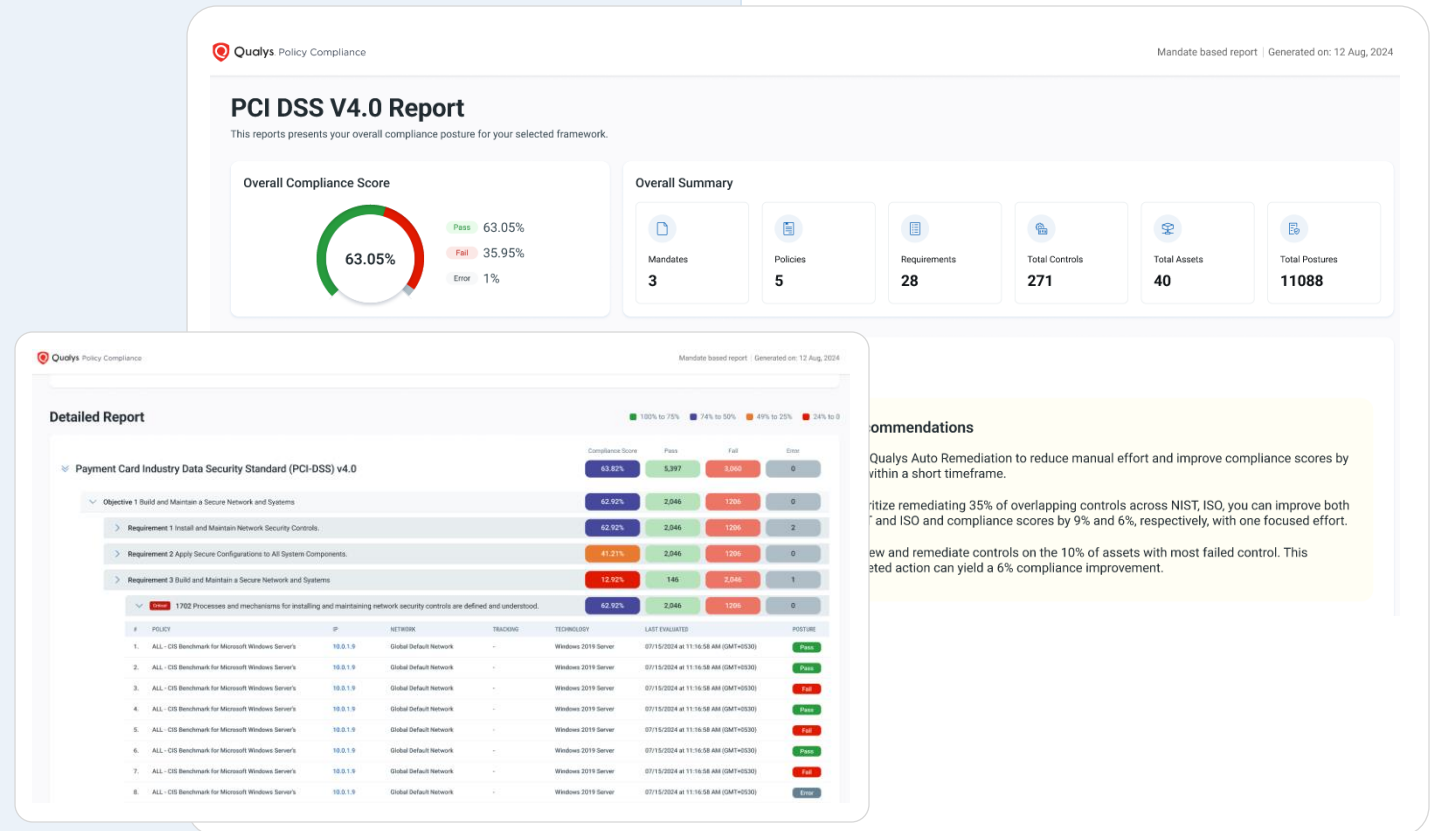 Qualys. Policy Compliance
Mandate based report | Generated on: 12 Aug, 2024
PCI DSS V4.0 Report
This reports presents your overall compliance posture for your selected framework.
Overall Compliance Score
63.05%
Pass 63.05%
Fail 35.95%
Error 1%
Overall Summary
Mandates
3
Policies
5
Requirements
28
Total Controls
271
Total Assets
40
Total Postures
11088
ommendations
Qualys Auto Remediation to reduce manual effort and improve compliance scores by
within a short timeframe.
ritize remediating 35% of overlapping controls across NIST, ISO, you can improve both
T and ISO and compliance scores by 9% and 6%, respectively, with one focused effort.
ew and remediate controls on the 10% of assets with most failed control. This
eted action can yield a 6% compliance improvement.
Qualys. Policy Compliance
Mandate based report | Generated on: 12 Aug, 2024
Detailed Report
100% to 75% 74% to 50% 49% to 25% 24% to 0
Compliance Score Pass Fail Error
Payment Card Industry Data Security Standard (PCI-DSS) v4.0 63.82% 5,397 3,060 0
Objective 1 Build and Maintain a Secure Network and Systems 62.92% 2,046 1206 0
Requirement 1 Install and Maintain Network Security Controls. 62.92% 2,046 1206 2
Requirement 2 Apply Secure Configurations to All System Components. 41.21% 2,046 1206 0
Requirement 3 Build and Maintain a Secure Network and Systems 12.92% 146 2,046 1
Critical 1702 Processes and mechanisms for installing and maintaining network security controls are defined and understood. 62.92% 2,046 1206 0
# POLICY IP NETWORK TRACKING TECHNOLOGY LAST EVALUATED POSTURE
1. ALL - CIS Benchmark for Microsoft Windows Server's 10.0.1.9 Global Default Network - Windows 2019 Server 07/15/2024 at 11:16:58 AM (GMT+0530) Pass
2. ALL - CIS Benchmark for Microsoft Windows Server's 10.0.1.9 Global Default Network - Windows 2019 Server 07/15/2024 at 11:16:58 AM (GMT+0530) Pass
3. ALL - CIS Benchmark for Microsoft Windows Server's 10.0.1.9 Global Default Network - Windows 2019 Server 07/15/2024 at 11:16:58 AM (GMT+0530) Fail
4. ALL - CIS Benchmark for Microsoft Windows Server's 10.0.1.9 Global Default Network - Windows 2019 Server 07/15/2024 at 11:16:58 AM (GMT+0530) Pass
5. ALL - CIS Benchmark for Microsoft Windows Server's 10.0.1.9 Global Default Network - Windows 2019 Server 07/15/2024 at 11:16:58 AM (GMT+0530) Fail
6. ALL - CIS Benchmark for Microsoft Windows Server's 10.0.1.9 Global Default Network - Windows 2019 Server 07/15/2024 at 11:16:58 AM (GMT+0530) Pass
7. ALL - CIS Benchmark for Microsoft Windows Server's 10.0.1.9 Global Default Network - Windows 2019 Server 07/15/2024 at 11:16:58 AM (GMT+0530) Fail
8. ALL - CIS Benchmark for Microsoft Windows Server's 10.0.1.9 Global Default Network - Windows 2019 Server 07/15/2024 at 11:16:58 AM (GMT+0530) Error